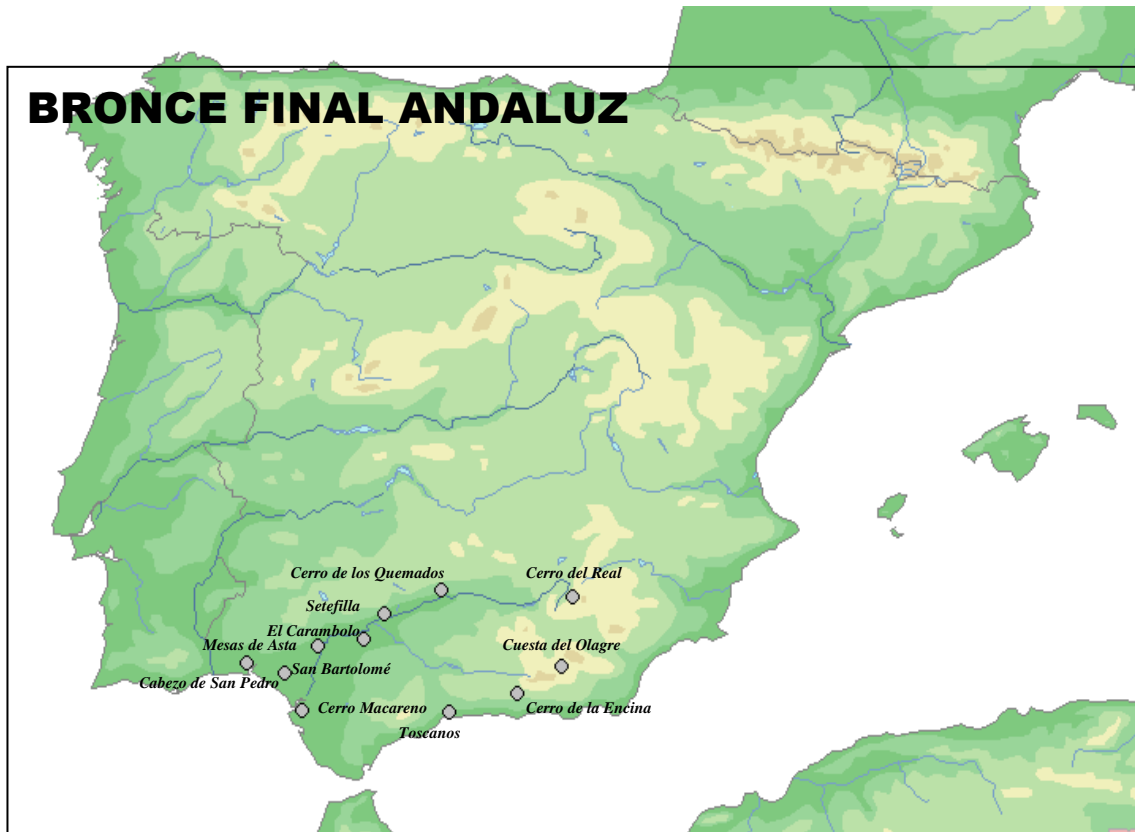 BRONCE FINAL ANDALUZ
Cerro de los Quemados
Cerro del Real
Setefilla
El Carambolo
Mesas de Asta
Cuesta del Olagre
San Bartolomé
Cabezo de San Pedro
Cerro Macareno
Cerro de la Encina
Toscanos